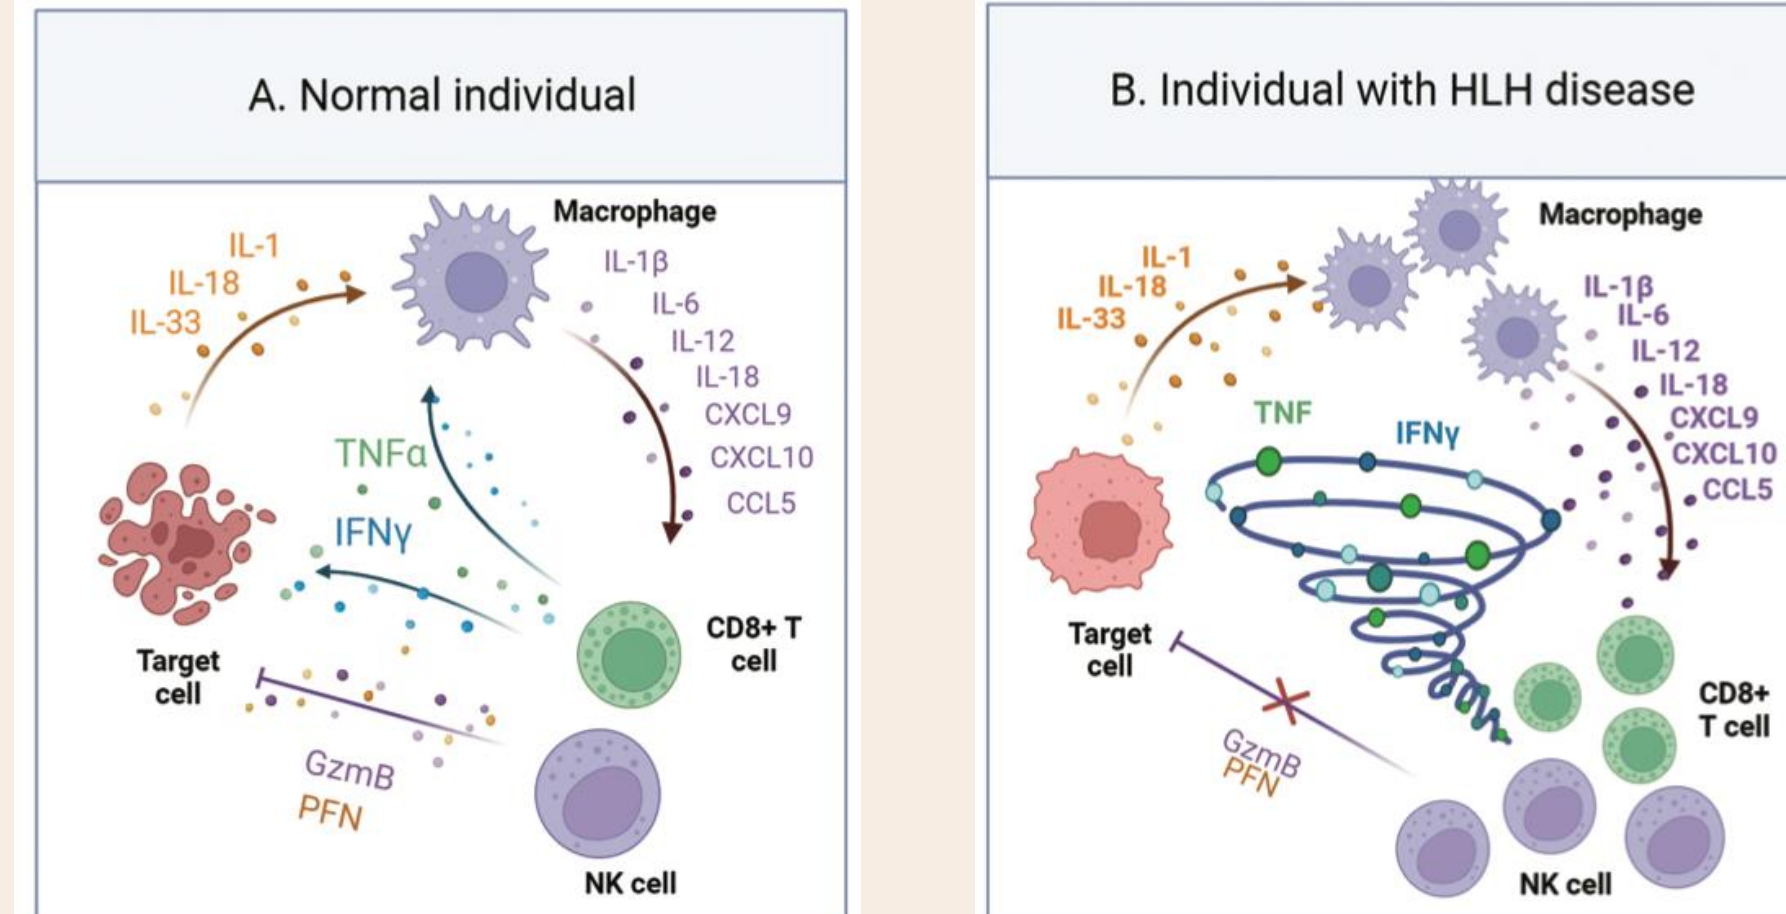 A. Normal individual
Macrophage
IL-1
IL-18
IL-33
IL-1β
IL-6
IL-12
IL-18
CXCL9
CXCL10
CCL5
TNFα
IFNγ
Target
cell
CD8+ T
cell
GzmB
PFN
NK cell
B. Individual with HLH disease
Macrophage
IL-1
IL-18
IL-33
IL-1β
IL-6
IL-12
IL-18
CXCL9
CXCL10
CCL5
TNF
IFNγ
Target
cell
GzmB
PFN
CD8+
T cell
NK cell